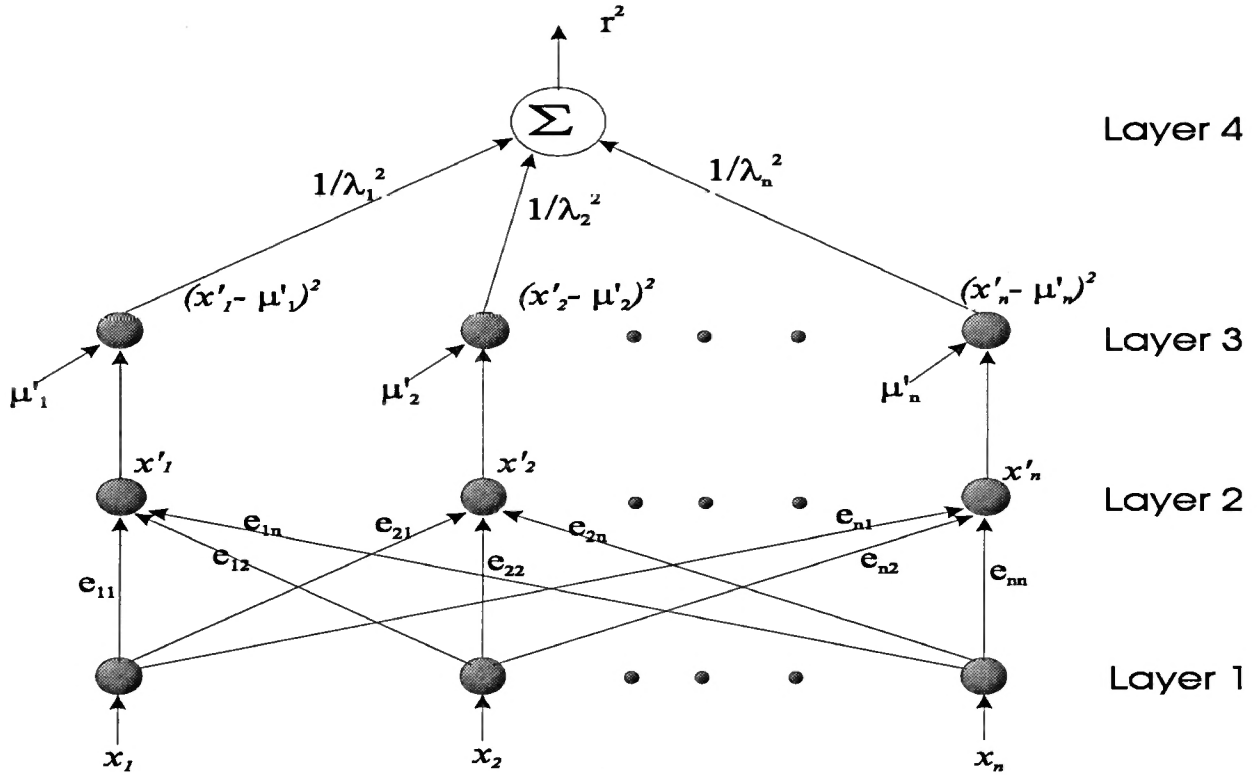 r²
Σ Layer 4
1/λ₁² 1/λ₂² 1/λₙ²
(x'₁ - μ'₁)² (x'₂ - μ'₂)² (x'ₙ - μ'ₙ)²
Layer 3
μ'₁ μ'₂ μ'ₙ
x'₁ x'₂ x'ₙ
Layer 2
e₁ₙ e₂₁ e₂ₙ eₙ₁
e₁₁ e₁₂ e₂₂ eₙ₂ eₙₙ
Layer 1
x₁ x₂ xₙ